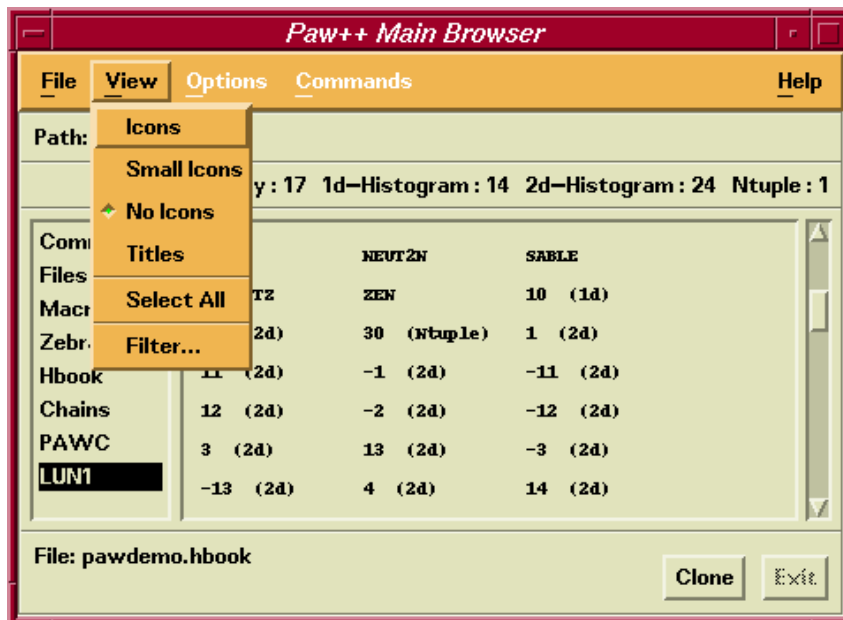 Paw++ Main Browser
File View Options Commands Help
Icons
Small Icons
No Icons
Titles
Select All
Filter...
Path:
y : 17 1d-Histogram : 14 2d-Histogram : 24 Ntuple : 1
Files
Hbook
Chains
PAWC
LUN1
NEUT2N SABLE
TZ ZEN 10 (1d)
2d) 30 (Ntuple) 1 (2d)
11 (2d) -1 (2d) -11 (2d)
12 (2d) -2 (2d) -12 (2d)
3 (2d) 13 (2d) -3 (2d)
-13 (2d) 4 (2d) 14 (2d)
File: pawdemo.hbook
Clone Exit